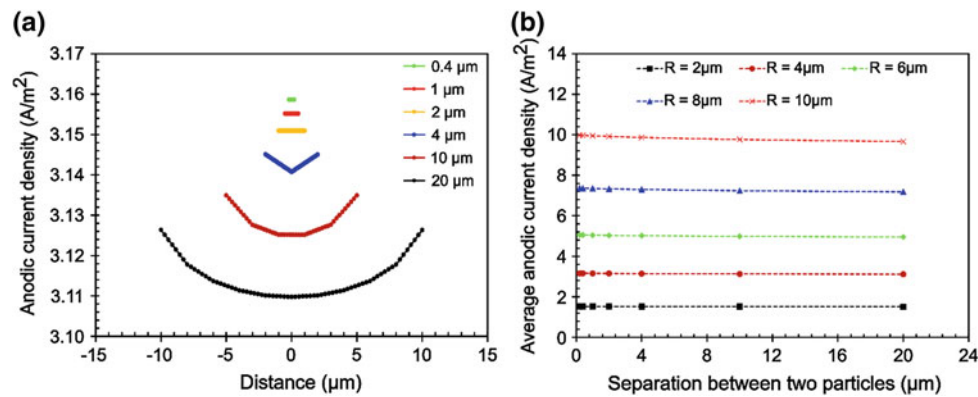 (a)
3.17
3.16
3.15
3.14
3.13
3.12
3.11
3.10
Anodic current density (A/m²)
0.4 µm
1 µm
2 µm
4 µm
10 µm
20 µm
-15 -10 -5 0 5 10 15
Distance (µm)
(b)
14
12
10
8
6
4
2
0
Average anodic current density (A/m²)
R = 2µm R = 4µm R = 6µm
R = 8µm R = 10µm
0 4 8 12 16 20 24
Separation between two particles (µm)